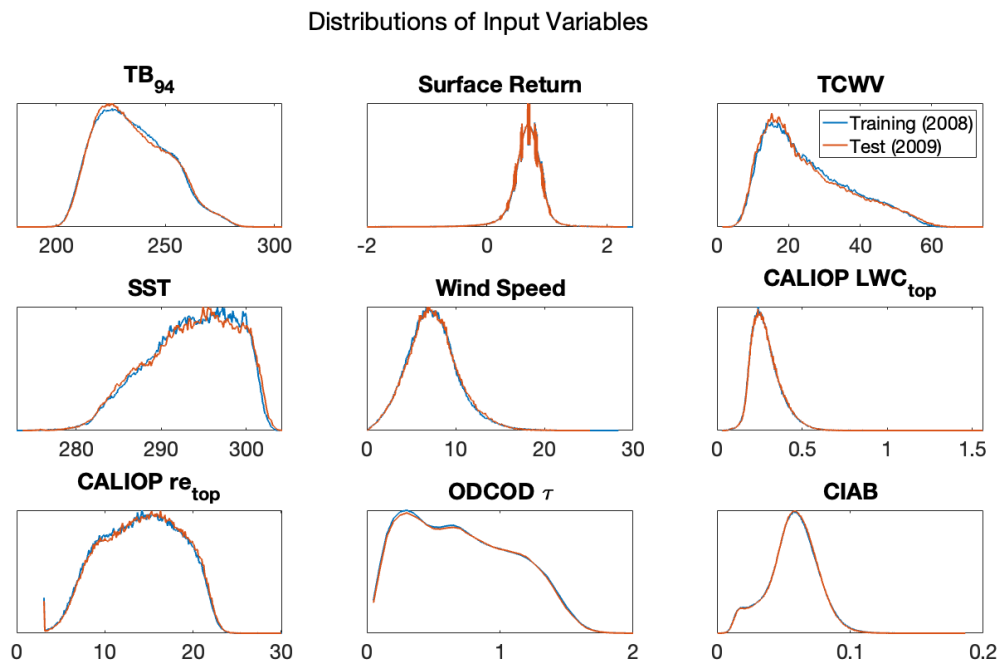 Distributions of Input Variables
TB94
200 250 300
Surface Return
-2 0 2
TCWV
Training (2008)
Test (2009)
0 20 40 60
SST
280 290 300
Wind Speed
0 10 20 30
CALIOP LWCtop
0 0.5 1 1.5
CALIOP retop
0 10 20 30
ODCOD τ
0 1 2
CIAB
0 0.1 0.2